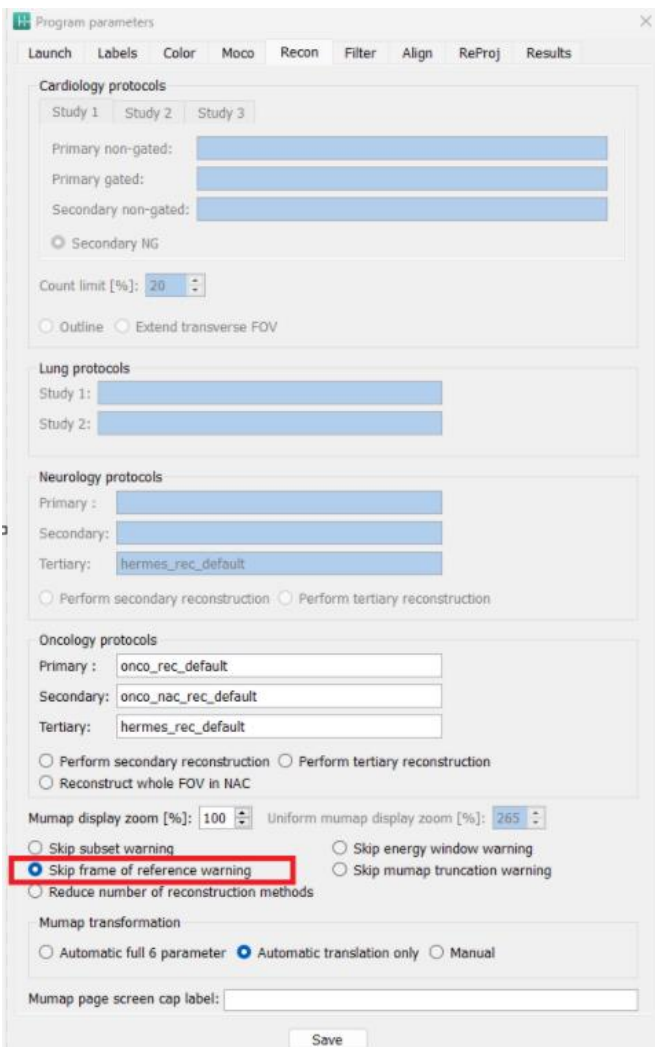 Program parameters
Launch Labels Color Moco Recon Filter Align ReProj Results
Cardiology protocols
Study 1 Study 2 Study 3
Primary non-gated:
Primary gated:
Secondary non-gated:
Secondary NG
Count limit [%]: 20
Outline Extend transverse FOV
Lung protocols
Study 1:
Study 2:
Neurology protocols
Primary :
Secondary:
Tertiary: hermes_rec_default
Perform secondary reconstruction Perform tertiary reconstruction
Oncology protocols
Primary : onco_rec_default
Secondary: onco_nac_rec_default
Tertiary: hermes_rec_default
Perform secondary reconstruction Perform tertiary reconstruction
Reconstruct whole FOV in NAC
Mumap display zoom [%]: 100 Uniform mumap display zoom [%]: 265
Skip subset warning Skip energy window warning
Skip frame of reference warning Skip mumap truncation warning
Reduce number of reconstruction methods
Mumap transformation
Automatic full 6 parameter Automatic translation only Manual
Mumap page screen cap label:
Save